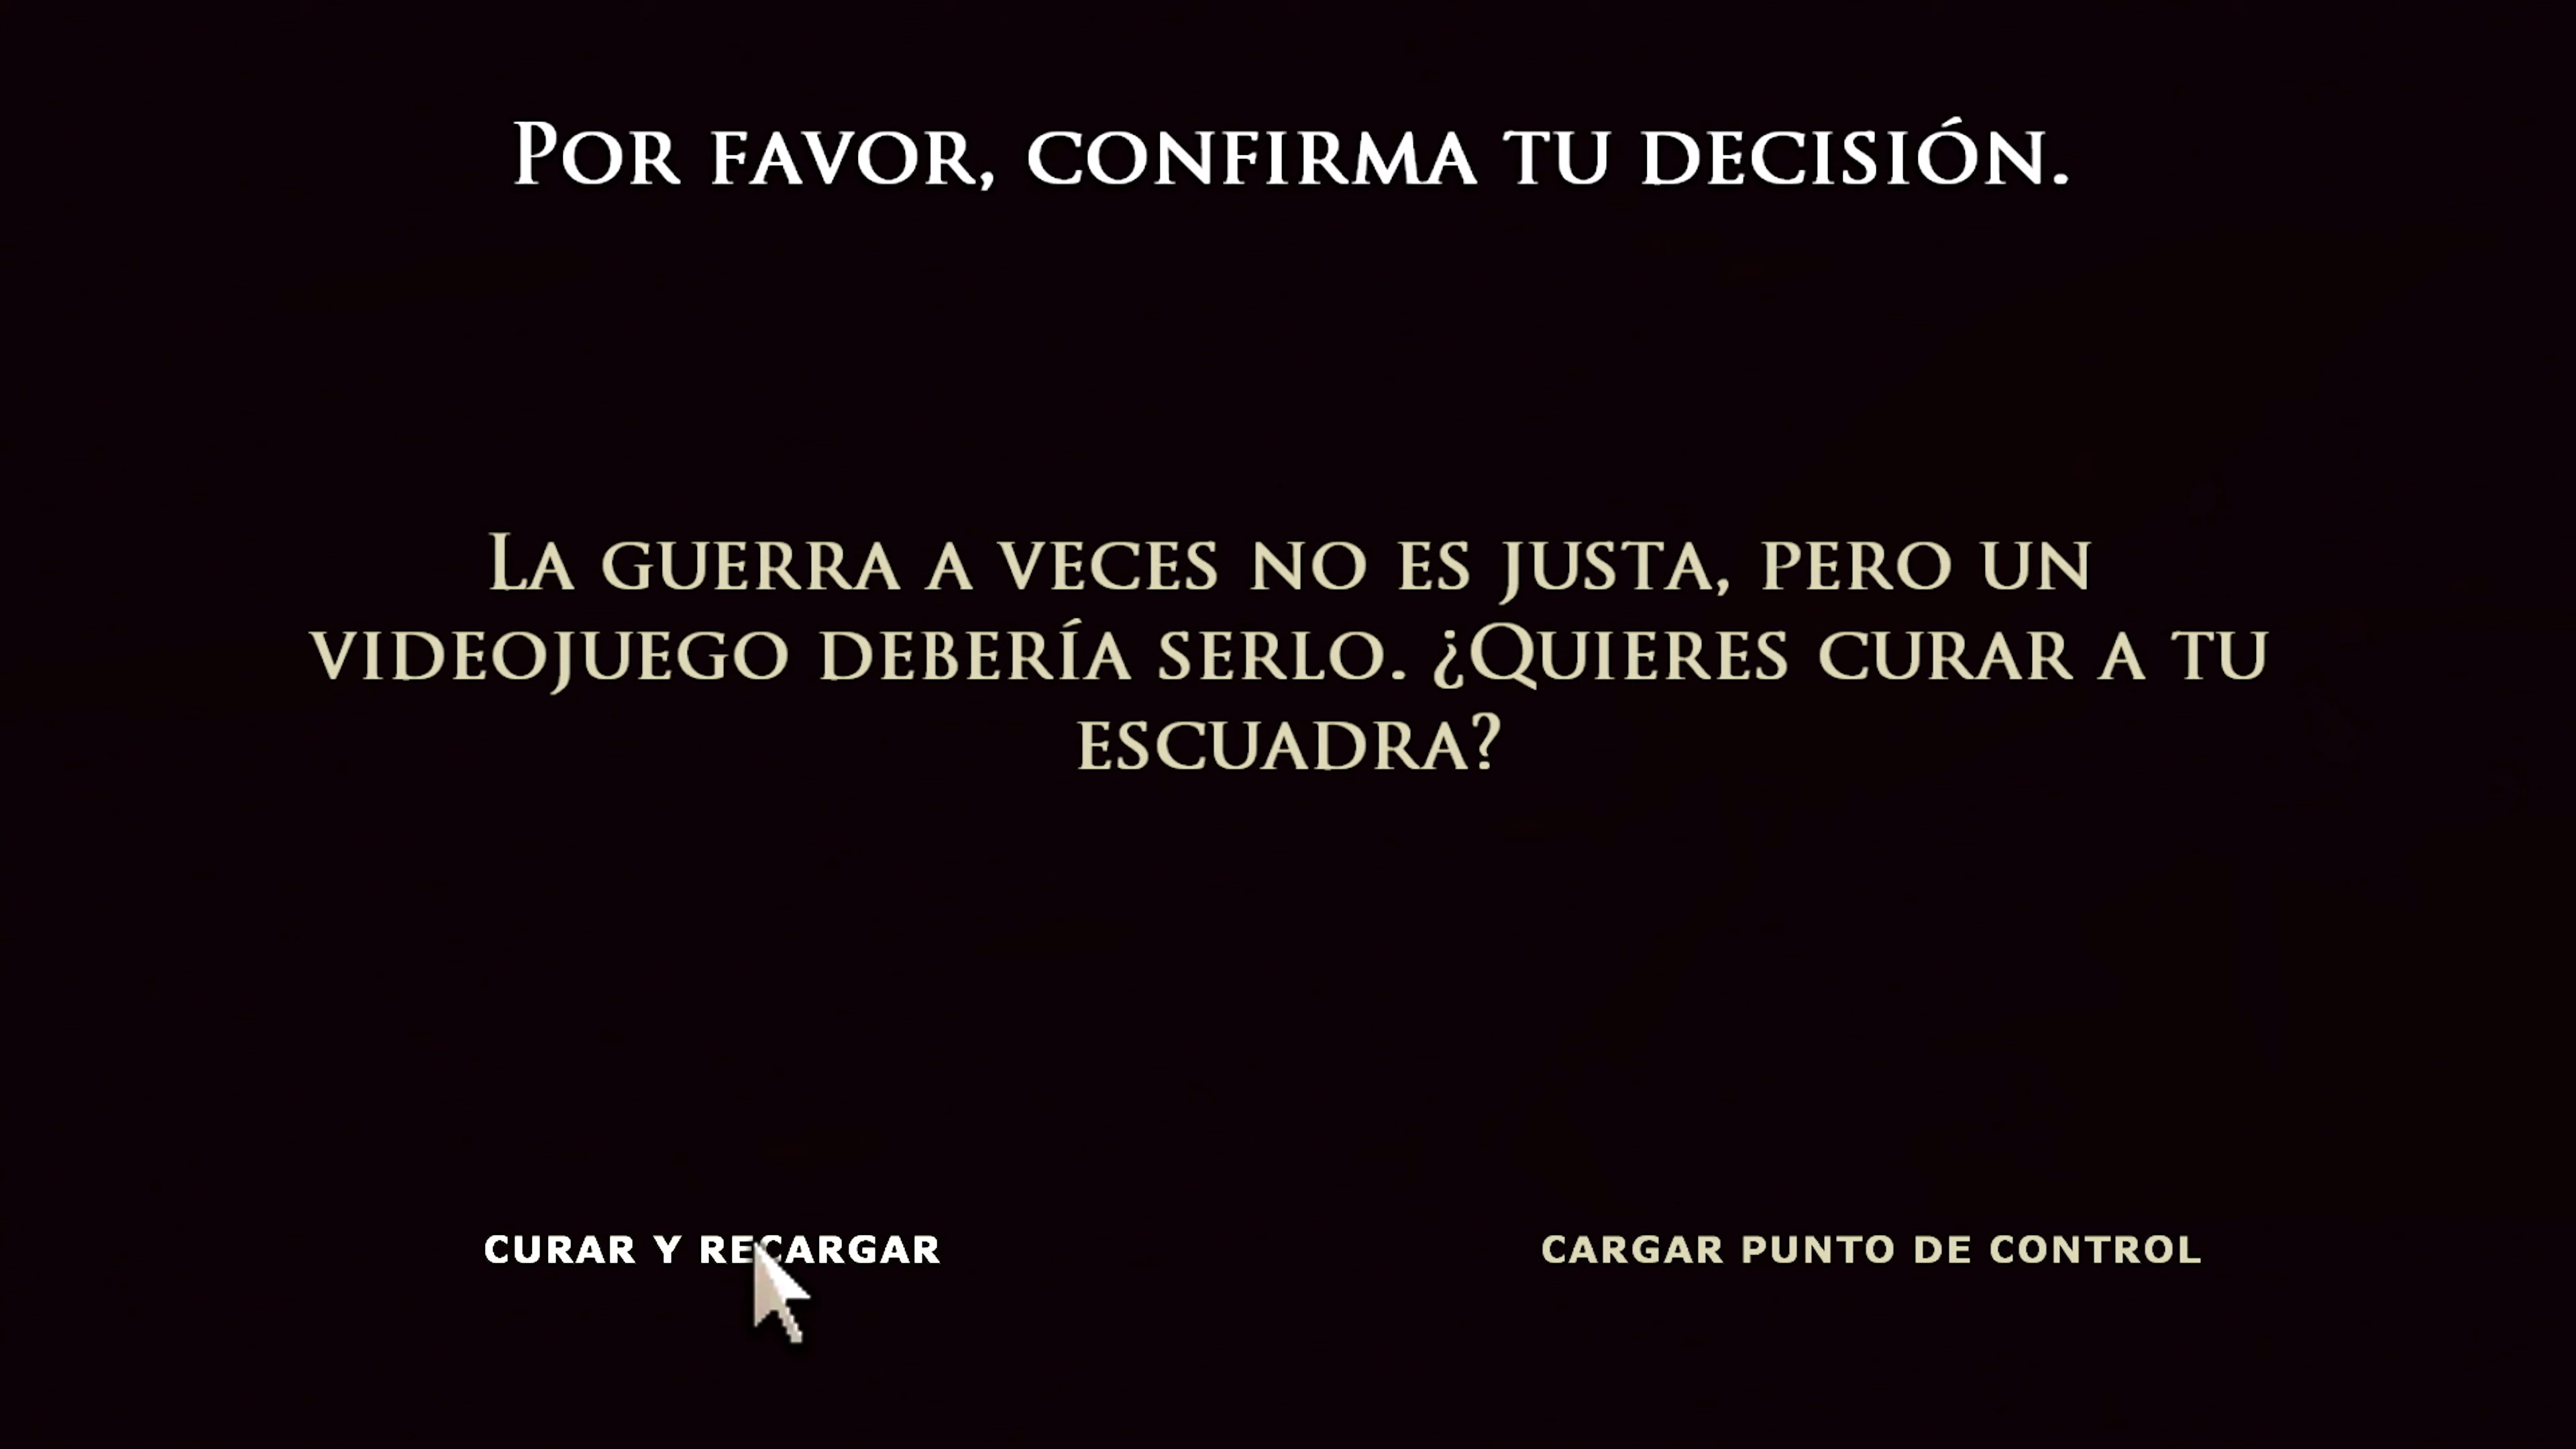 Por favor, confirma tu decisión.
La guerra a veces no es justa, pero un
videojuego debería serlo. ¿Quieres curar a tu
escuadra?
CURAR Y RECARGAR
CARGAR PUNTO DE CONTROL